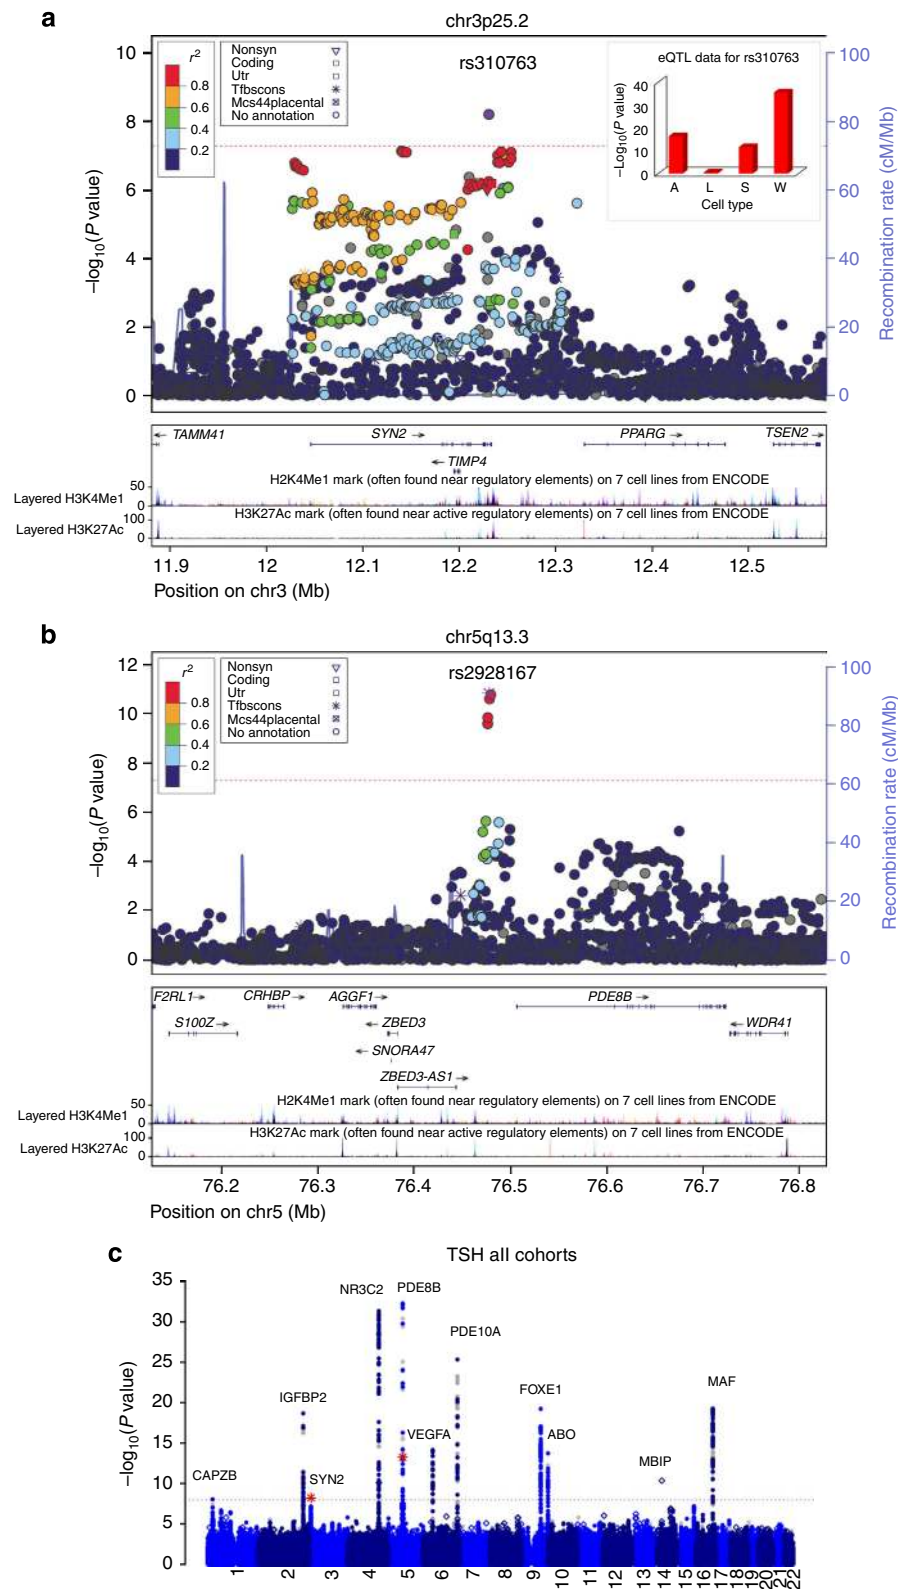 a
chr3p25.2
rs310763
r²
0.8
0.6
0.4
0.2
Nonsyn
Coding
Utr
Tfbscons
Mcs44placental
No annotation
eQTL data for rs310763
–Log10(P value)
40
30
20
10
0
A L S W
Cell type
–log10(P value)
10
8
6
4
2
0
Recombination rate (cM/Mb)
100
80
60
40
20
0
TAMM41
SYN2
PPARG
TSEN2
TIMP4
H2K4Me1 mark (often found near regulatory elements) on 7 cell lines from ENCODE
50
Layered H3K4Me1
0
H3K27Ac mark (often found near active regulatory elements) on 7 cell lines from ENCODE
100
Layered H3K27Ac
0
11.9 12 12.1 12.2 12.3 12.4 12.5
Position on chr3 (Mb)
b
chr5q13.3
rs2928167
r²
0.8
0.6
0.4
0.2
Nonsyn
Coding
Utr
Tfbscons
Mcs44placental
No annotation
–log10(P value)
12
10
8
6
4
2
0
Recombination rate (cM/Mb)
100
80
60
40
20
0
F2RL1
CRHBP
AGGF1
PDE8B
S100Z
ZBED3
WDR41
SNORA47
ZBED3-AS1
H2K4Me1 mark (often found near regulatory elements) on 7 cell lines from ENCODE
50
Layered H3K4Me1
0
H3K27Ac mark (often found near active regulatory elements) on 7 cell lines from ENCODE
100
Layered H3K27Ac
0
76.2 76.3 76.4 76.5 76.6 76.7 76.8
Position on chr5 (Mb)
c
TSH all cohorts
–log10(P value)
35
30
25
20
15
10
5
0
NR3C2
PDE8B
PDE10A
IGFBP2
FOXE1
MAF
VEGFA
ABO
CAPZB
SYN2
MBIP
1 2 3 4 5 6 7 8 9 10 11 12 13 14 15 16 17 18 19 20 21 22